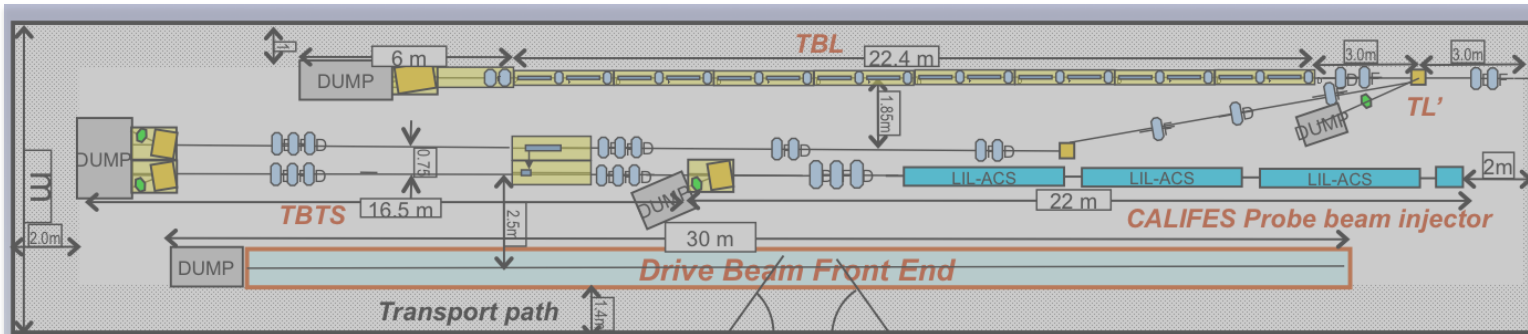 TBL
6 m
22.4 m
3.0m
3.0m
1
DUMP
D
F
TL'
1.85m
DUMP
DUMP
F
D
F
D
F
D
F
D
0.75
F
D
F
D
LIL-ACS
LIL-ACS
LIL-ACS
2m
DUMP
16.5 m
TBTS
2.5m
22 m
CALIFES Probe beam injector
2.0m
30 m
DUMP
Drive Beam Front End
Transport path
1.4m
m